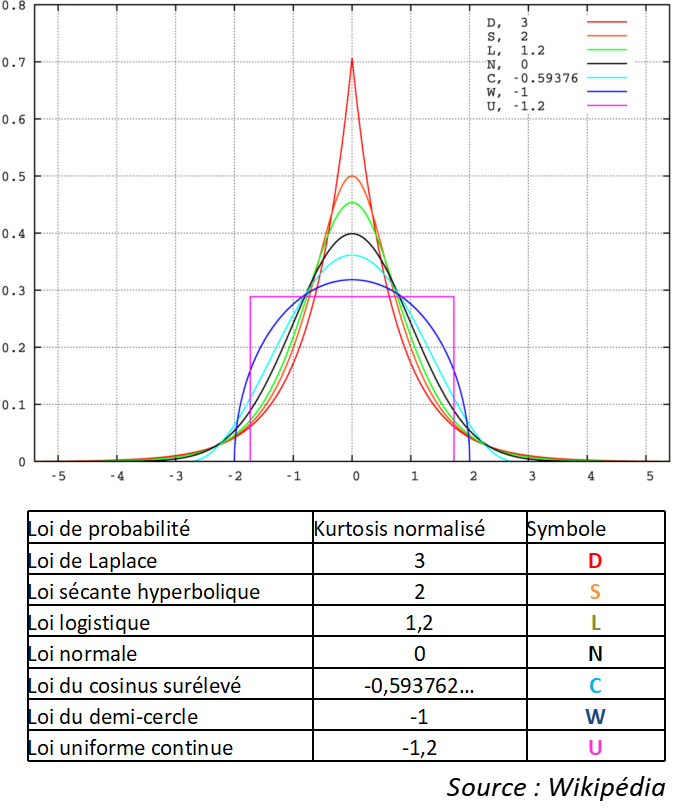 0.8
0.7
0.6
0.5
0.4
0.3
0.2
0.1
0
D, 3
S, 2
L, 1.2
N, 0
C, -0.59376
W, -1
U, -1.2
-5 -4 -3 -2 -1 0 1 2 3 4 5
Loi de probabilité Kurtosis normalisé Symbole
Loi de Laplace 3 D
Loi sécante hyperbolique 2 S
Loi logistique 1,2 L
Loi normale 0 N
Loi du cosinus surélevé -0,593762... C
Loi du demi-cercle -1 W
Loi uniforme continue -1,2 U
Source : Wikipédia